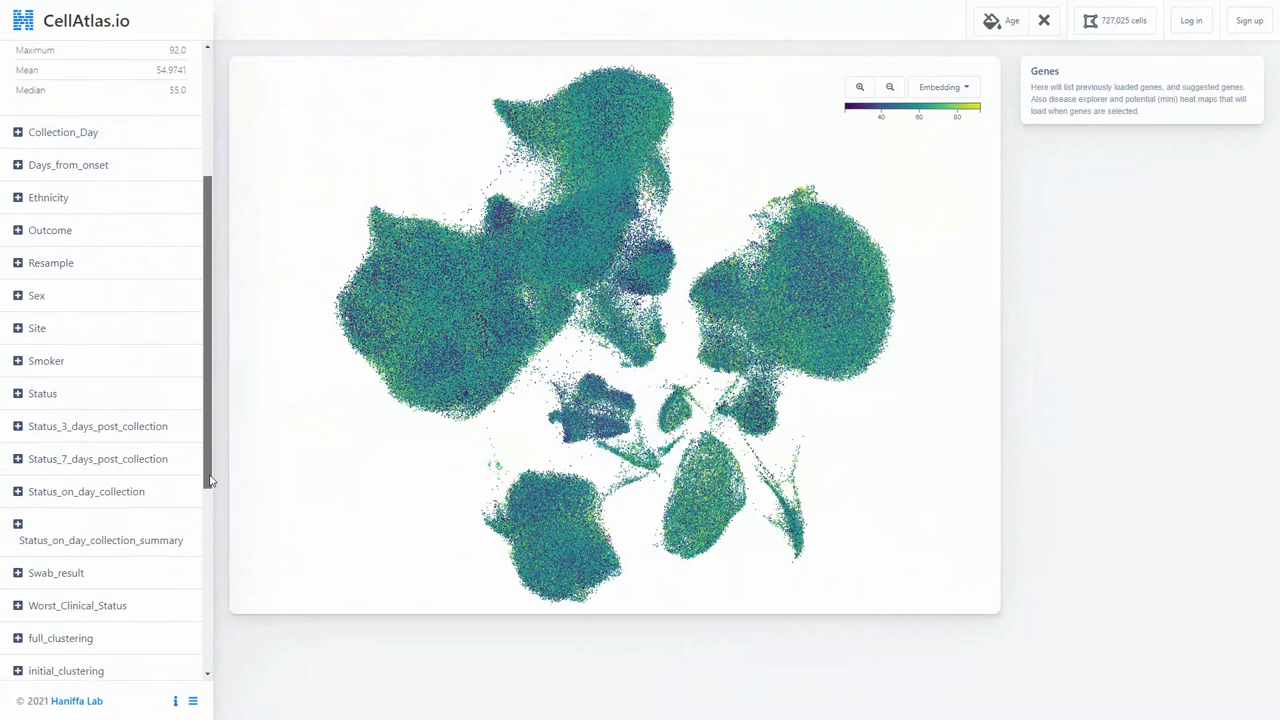 CellAtlas.io
Age
727,025 cells
Log in
Sign up
Maximum 92.0
Mean 54.9741
Median 55.0
Collection_Day
Days_from_onset
Ethnicity
Outcome
Resample
Sex
Site
Smoker
Status
Status_3_days_post_collection
Status_7_days_post_collection
Status_on_day_collection
Status_on_day_collection_summary
Swab_result
Worst_Clinical_Status
full_clustering
initial_clustering
© 2021 Haniffa Lab
Embedding
40 60 80
Genes
Here will list previously loaded genes, and suggested genes.
Also disease explorer and potential (mini) heat maps that will
load when genes are selected.